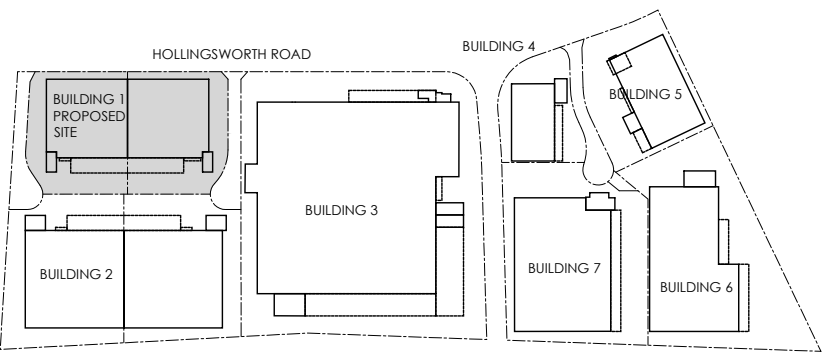 HOLLINGSWORTH ROAD
BUILDING 4
BUILDING 1
PROPOSED
SITE
BUILDING 5
BUILDING 3
BUILDING 2
BUILDING 7
BUILDING 6